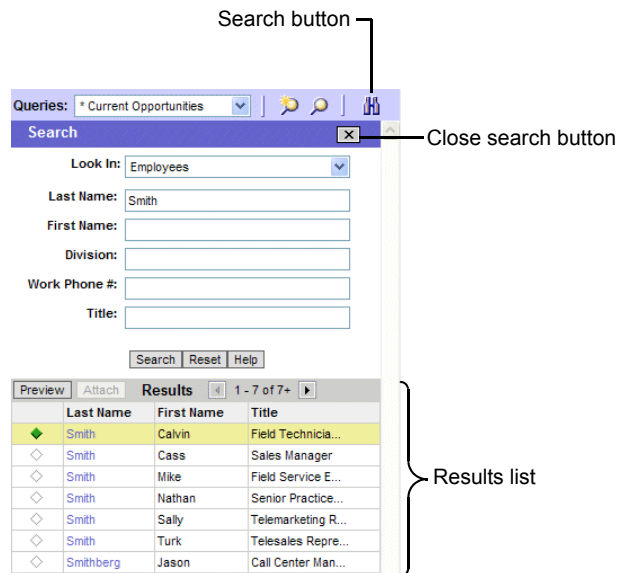 Search button
Queries: * Current Opportunities
Search
Close search button
Look In: Employees
Last Name: Smith
First Name:
Division:
Work Phone #:
Title:
Search Reset Help
Preview Attach Results 1 - 7 of 7+
Last Name First Name Title
Smith Calvin Field Technicia...
Smith Cass Sales Manager
Smith Mike Field Service E...
Smith Nathan Senior Practice...
Smith Sally Telemarketing R...
Smith Turk Telesales Repre...
Smithberg Jason Call Center Man...
Results list